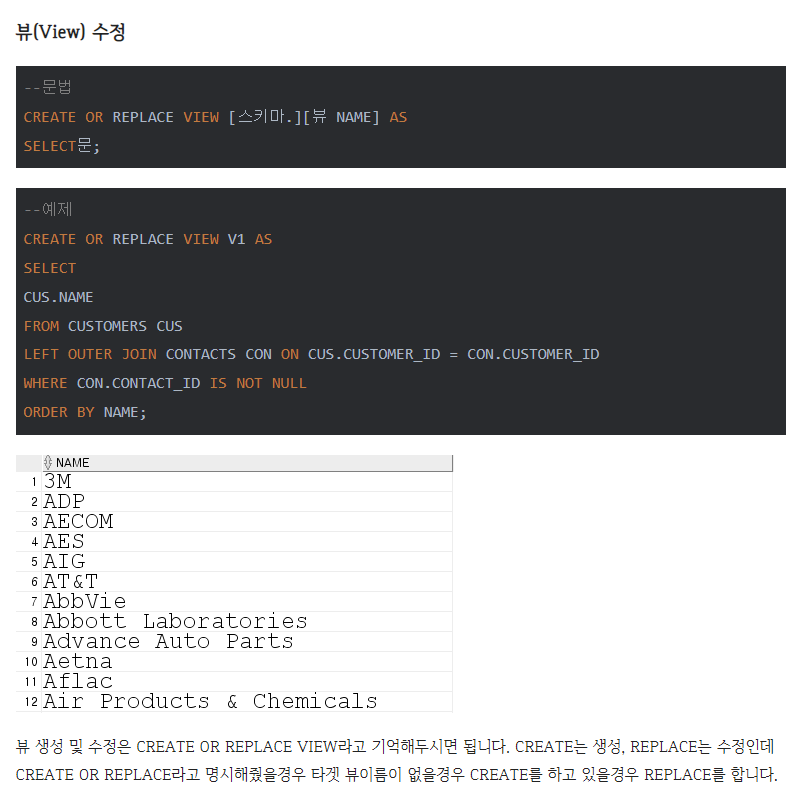 뷰(View) 수정
--문법
CREATE OR REPLACE VIEW [스키마.][뷰 NAME] AS
SELECT문;
--예제
CREATE OR REPLACE VIEW V1 AS
SELECT
CUS.NAME
FROM CUSTOMERS CUS
LEFT OUTER JOIN CONTACTS CON ON CUS.CUSTOMER_ID = CON.CUSTOMER_ID
WHERE CON.CONTACT_ID IS NOT NULL
ORDER BY NAME;
NAME
1 3M
2 ADP
3 AECOM
4 AES
5 AIG
6 AT&T
7 AbbVie
8 Abbott Laboratories
9 Advance Auto Parts
10 Aetna
11 Aflac
12 Air Products & Chemicals
뷰 생성 및 수정은 CREATE OR REPLACE VIEW라고 기억해두시면 됩니다. CREATE는 생성, REPLACE는 수정인데
CREATE OR REPLACE라고 명시해줬을경우 타겟 뷰이름이 없을경우 CREATE를 하고 있을경우 REPLACE를 합니다.